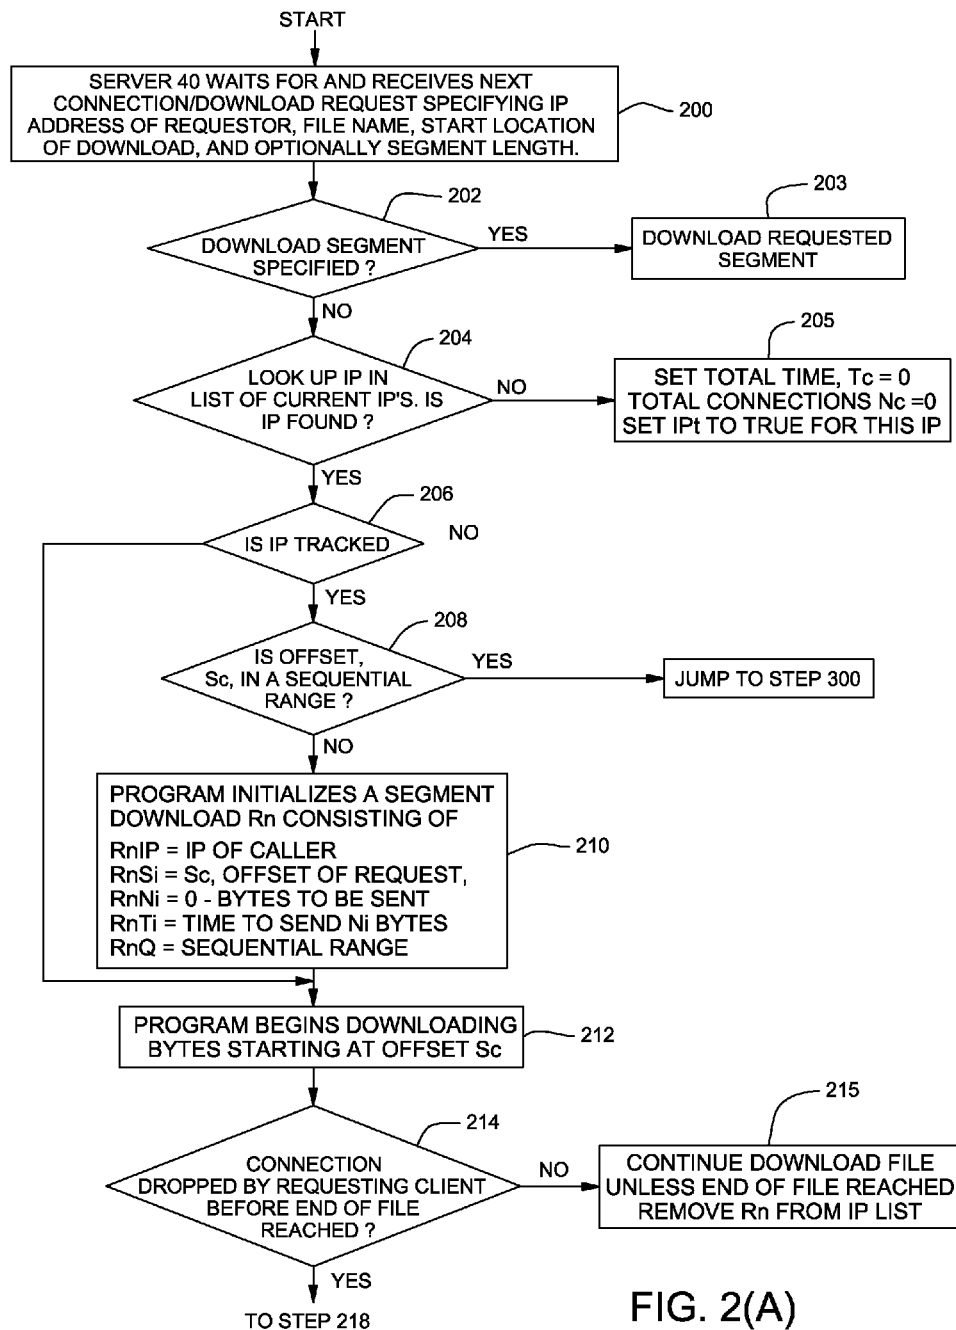 START
SERVER 40 WAITS FOR AND RECEIVES NEXT
CONNECTION/DOWNLOAD REQUEST SPECIFYING IP
ADDRESS OF REQUESTOR, FILE NAME, START LOCATION
OF DOWNLOAD, AND OPTIONALLY SEGMENT LENGTH.
200
202
DOWNLOAD SEGMENT
SPECIFIED ?
YES
203
DOWNLOAD REQUESTED
SEGMENT
NO
204
LOOK UP IP IN
LIST OF CURRENT IP'S. IS
IP FOUND ?
NO
205
SET TOTAL TIME, Tc = 0
TOTAL CONNECTIONS Nc =0
SET IPt TO TRUE FOR THIS IP
YES
206
IS IP TRACKED
NO
YES
208
IS OFFSET,
Sc, IN A SEQUENTIAL
RANGE ?
YES
JUMP TO STEP 300
NO
PROGRAM INITIALIZES A SEGMENT
DOWNLOAD Rn CONSISTING OF
RnIP = IP OF CALLER
RnSi = Sc, OFFSET OF REQUEST,
RnNi = 0 - BYTES TO BE SENT
RnTi = TIME TO SEND Ni BYTES
RnQ = SEQUENTIAL RANGE
210
PROGRAM BEGINS DOWNLOADING
BYTES STARTING AT OFFSET Sc
212
214
CONNECTION
DROPPED BY REQUESTING CLIENT
BEFORE END OF FILE
REACHED ?
NO
215
CONTINUE DOWNLOAD FILE
UNLESS END OF FILE REACHED
REMOVE Rn FROM IP LIST
YES
TO STEP 218
FIG. 2(A)